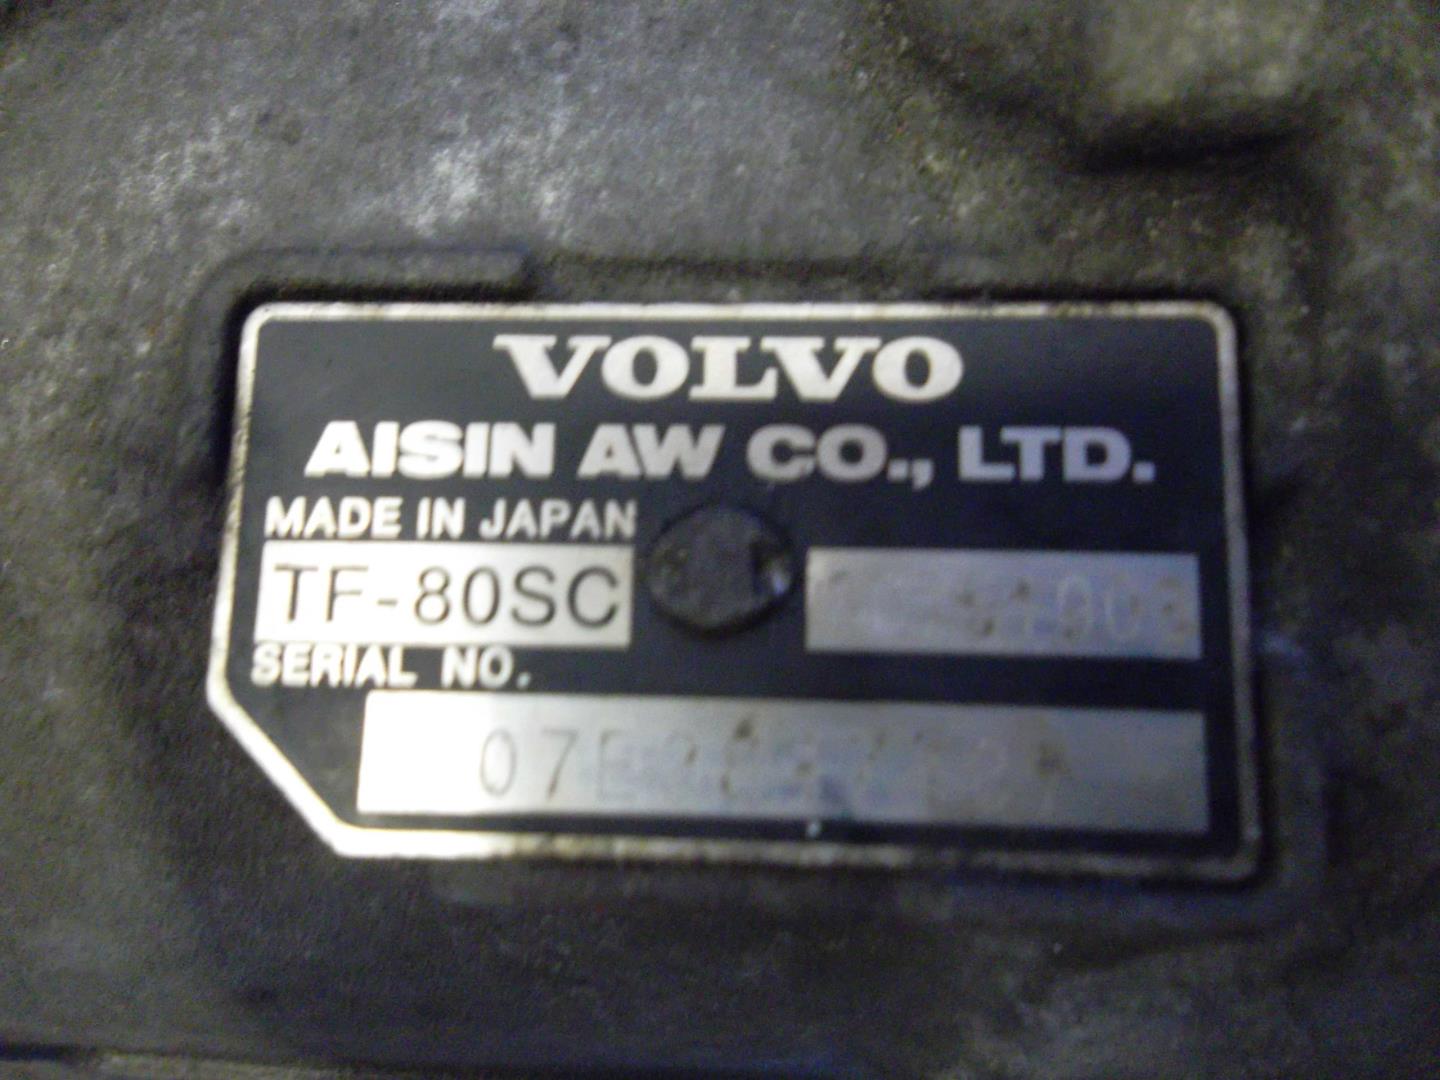 VOLVO
AISIN AW CO., LTD.
MADE IN JAPAN
TF-80SC
SERIAL NO.